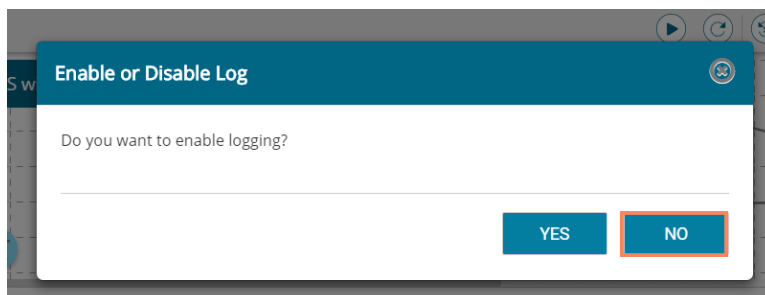 S w
Enable or Disable Log
Do you want to enable logging?
YES NO